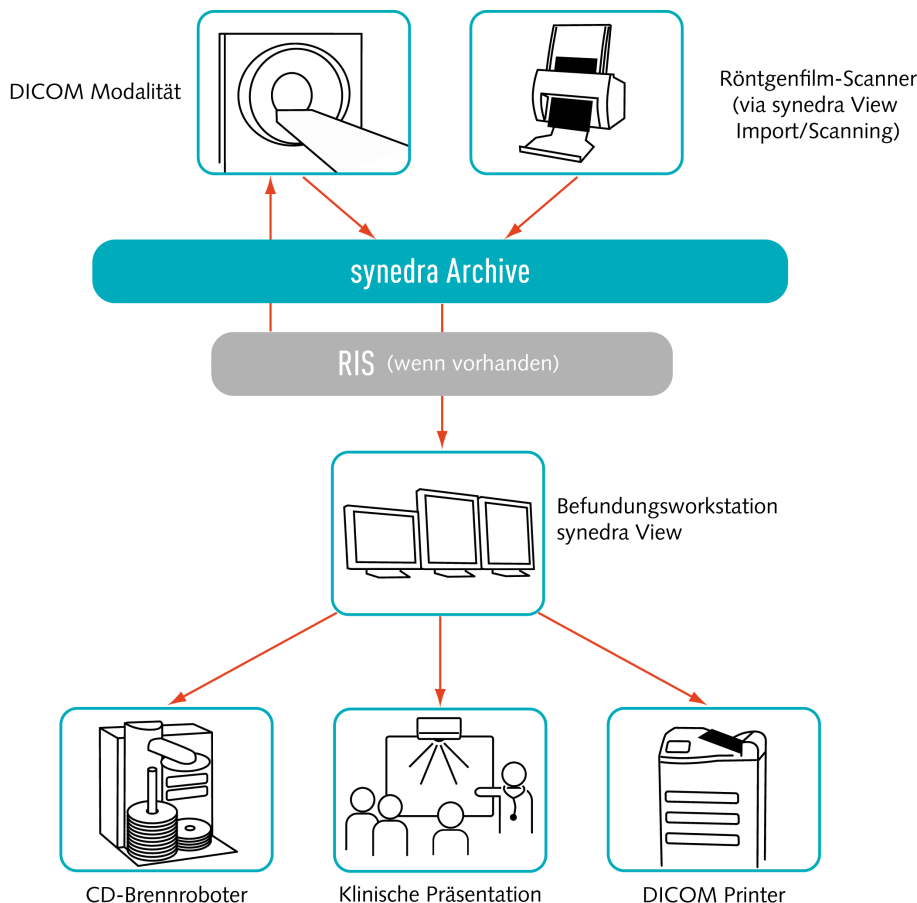 DICOM Modalität
Röntgenfilm-Scanner
(via synedra View
Import/Scanning)
synedra Archive
RIS (wenn vorhanden)
Befundungsworkstation
synedra View
CD-Brennroboter
Klinische Präsentation
DICOM Printer